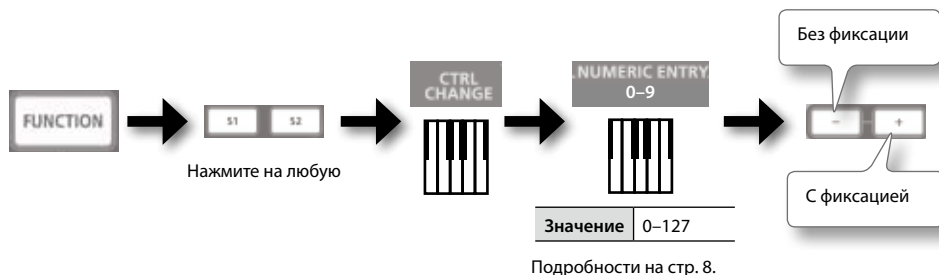 Без фиксации
CTRL
CHANGE
NUMERIC ENTRY
0–9
FUNCTION
S1 S2
– +
Нажмите на любую
С фиксацией
Значение 0–127
Подробности на стр. 8.